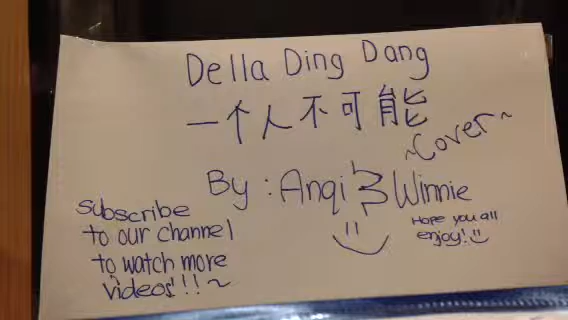 Della Ding Dang
一个人不可能
~Cover~
By : Anqi & Winnie
Hope you all
enjoy!
Subscribe
to our channel
to watch more
videos!!! ~